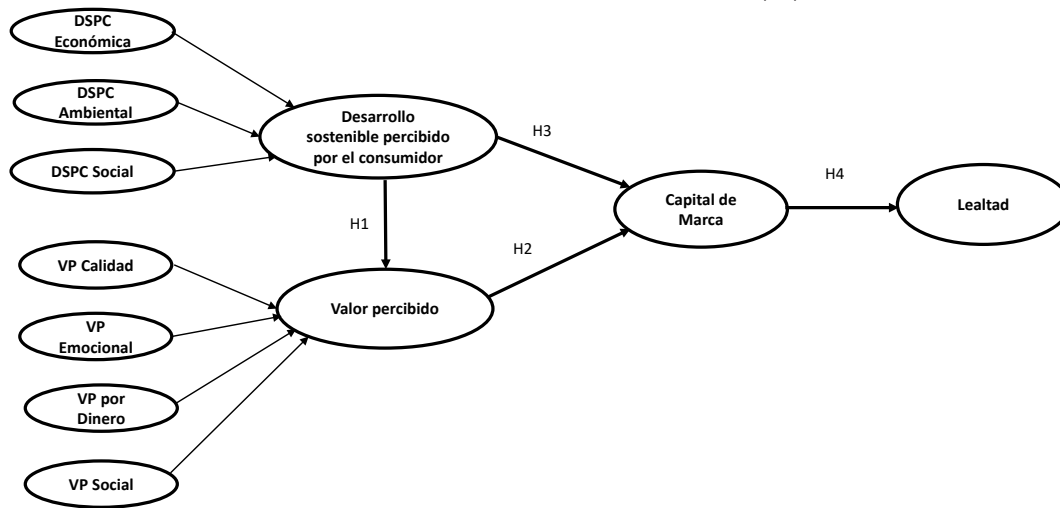 DSPC
Económica
DSPC
Ambiental
DSPC Social
Desarrollo
sostenible percibido
por el consumidor
H3
H1
H2
Capital de
Marca
H4
Lealtad
VP Calidad
VP
Emocional
VP por
Dinero
VP Social
Valor percibido